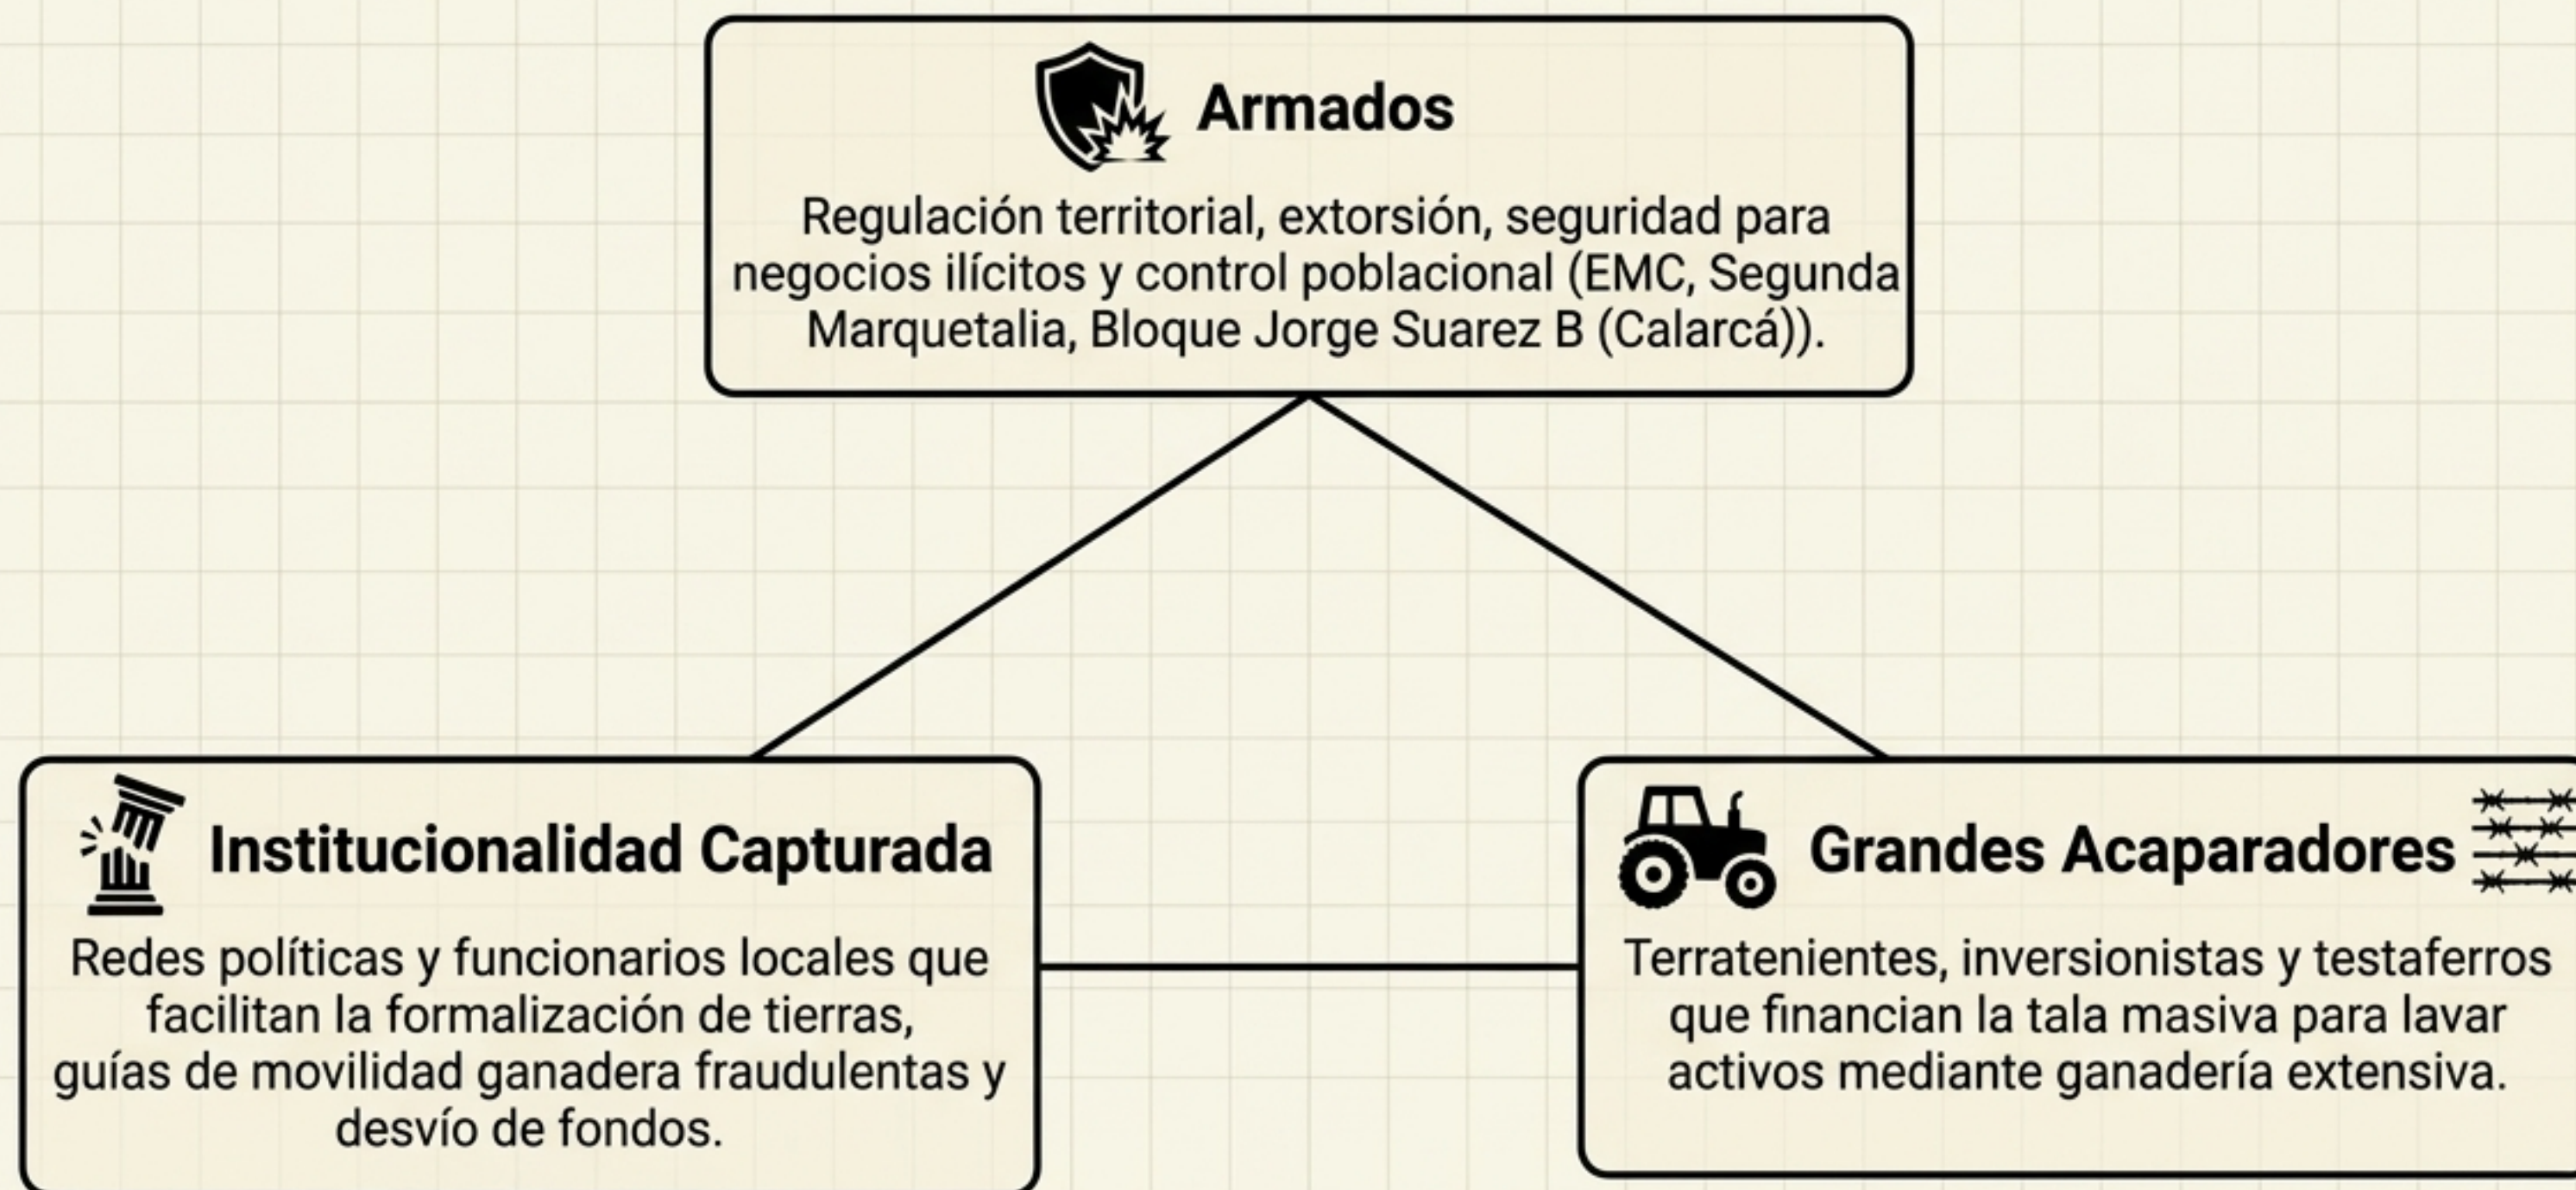 Armados
Regulación territorial, extorsión, seguridad para
negocios ilícitos y control poblacional (EMC, Segunda
Marquetalia, Bloque Jorge Suarez B (Calarcá)).
Institucionalidad Capturada
Redes políticas y funcionarios locales que
facilitan la formalización de tierras,
guías de movilidad ganadera fraudulentas y
desvío de fondos.
Grandes Acaparadores
Terratenientes, inversionistas y testaferros
que financian la tala masiva para lavar
activos mediante ganadería extensiva.